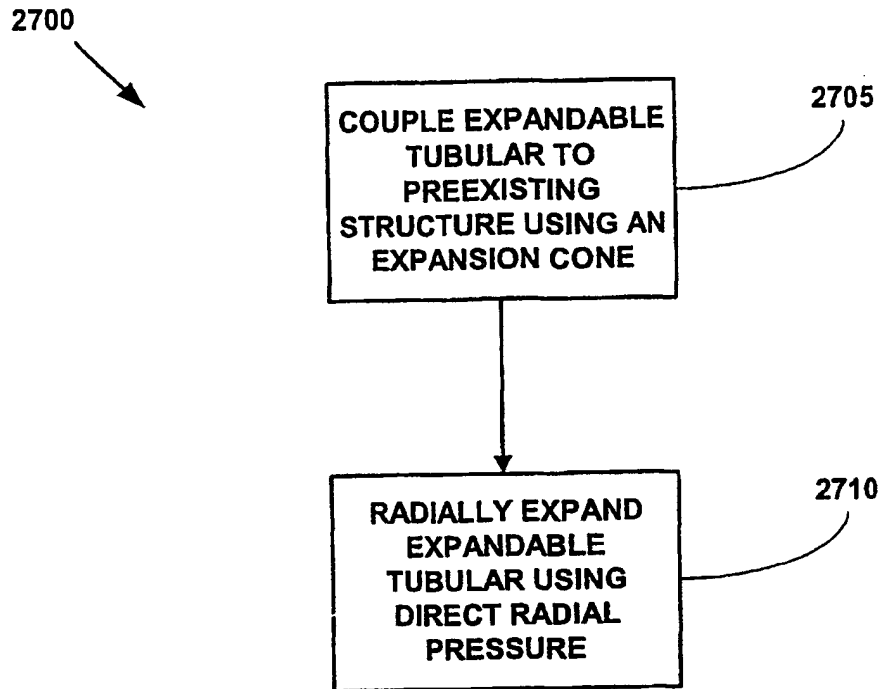 2700
2705
COUPLE EXPANDABLE
TUBULAR TO
PREEXISTING
STRUCTURE USING AN
EXPANSION CONE
2710
RADIALLY EXPAND
EXPANDABLE
TUBULAR USING
DIRECT RADIAL
PRESSURE